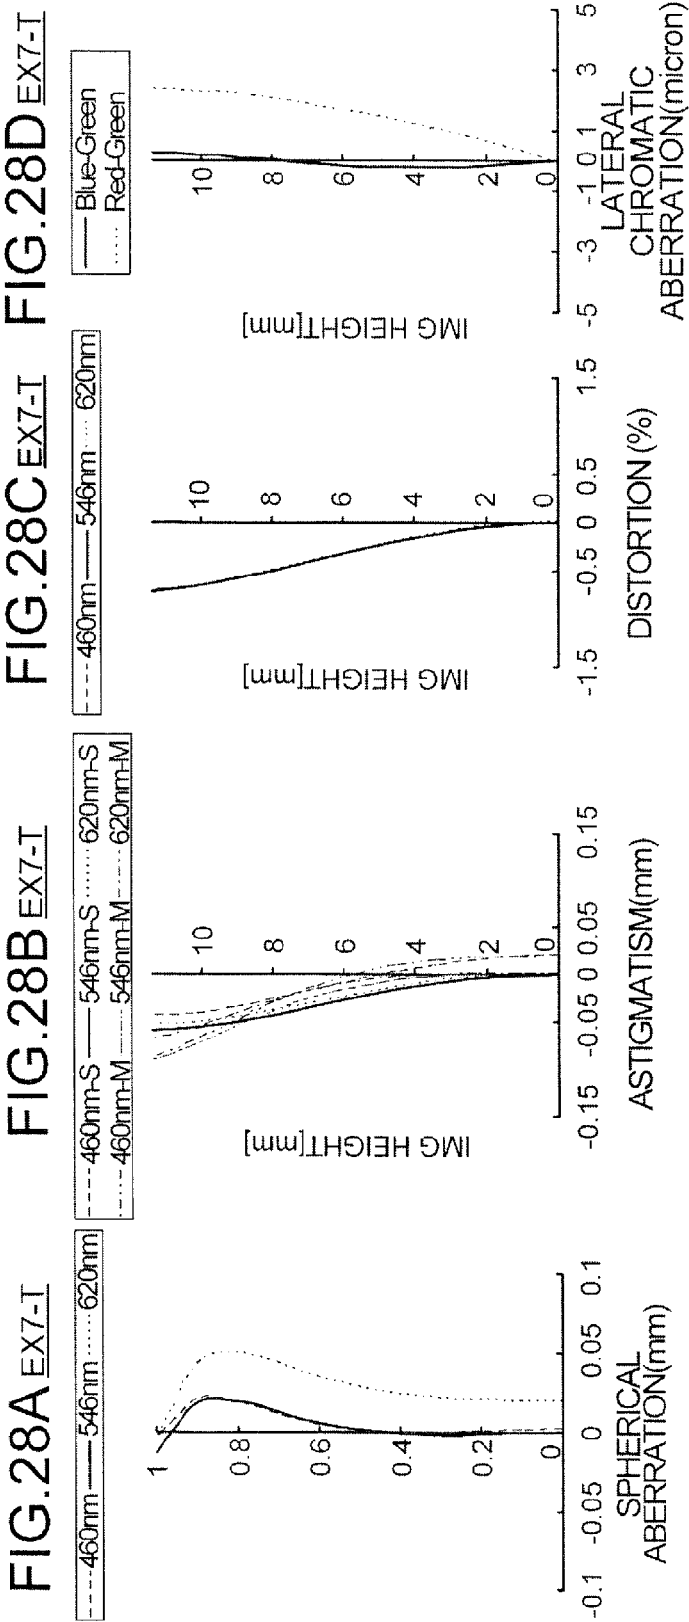 FIG.28A EX7-T
460nm 546nm 620nm
1
0.8
0.6
0.4
0.2
0
-0.1 -0.05 0 0.05 0.1
SPHERICAL
ABERRATION(mm)
FIG.28B EX7-T
460nm-S 546nm-S 620nm-S
460nm-M 546nm-M 620nm-M
IMG HEIGHT[mm]
10
8
6
4
2
0
-0.15 -0.05 0 0.05 0.15
ASTIGMATISM(mm)
FIG.28C EX7-T
460nm 546nm 620nm
IMG HEIGHT[mm]
10
8
6
4
2
0
-1.5 -0.5 0 0.5 1.5
DISTORTION (%)
FIG.28D EX7-T
Blue-Green
Red-Green
IMG HEIGHT[mm]
10
8
6
4
2
0
-5 -3 -1 0 1 3 5
LATERAL
CHROMATIC
ABERRATION(micron)